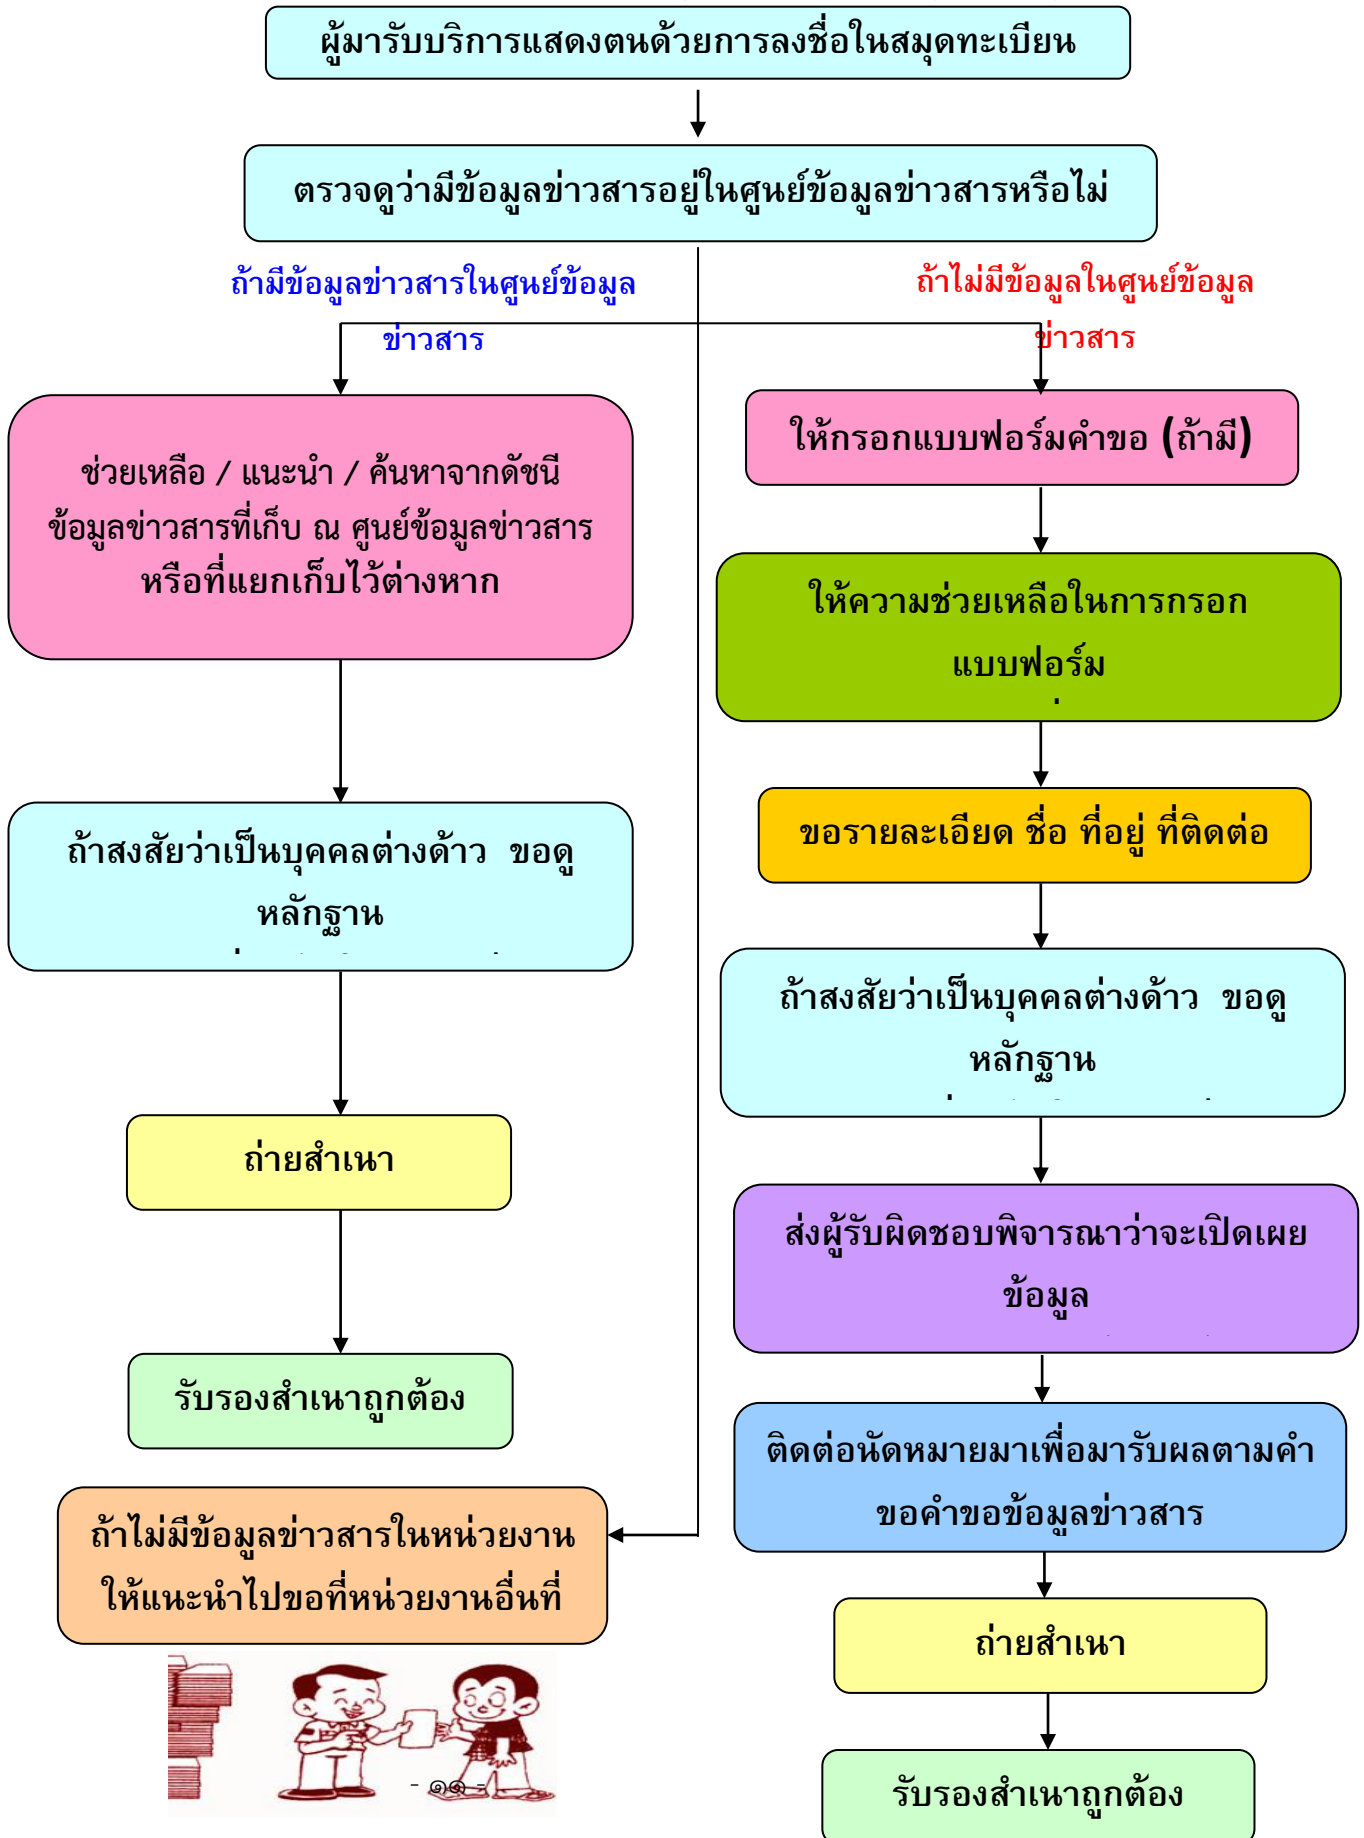 ผู้มารับบริการแสดงตนด้วยการลงชื่อในสมุดทะเบียน
ตรวจดูว่ามีข้อมูลข่าวสารอยู่ในศูนย์ข้อมูลข่าวสารหรือไม่
ถ้ามีข้อมูลข่าวสารในศูนย์ข้อมูล
ข่าวสาร
ถ้าไม่มีข้อมูลในศูนย์ข้อมูล
ข่าวสาร
ช่วยเหลือ / แนะนำ / ค้นหาจากดัชนี
ข้อมูลข่าวสารที่เก็บ ณ ศูนย์ข้อมูลข่าวสาร
หรือที่แยกเก็บไว้ต่างหาก
ถ้าสงสัยว่าเป็นบุคคลต่างด้าว ขอดู
หลักฐาน
ถ่ายสำเนา
รับรองสำเนาถูกต้อง
ถ้าไม่มีข้อมูลข่าวสารในหน่วยงาน
ให้แนะนำไปขอที่หน่วยงานอื่นที่
ให้กรอกแบบฟอร์มคำขอ (ถ้ามี)
ให้ความช่วยเหลือในการกรอก
แบบฟอร์ม
ขอรายละเอียด ชื่อ ที่อยู่ ที่ติดต่อ
ถ้าสงสัยว่าเป็นบุคคลต่างด้าว ขอดู
หลักฐาน
ส่งผู้รับผิดชอบพิจารณาว่าจะเปิดเผย
ข้อมูล
ติดต่อนัดหมายมาเพื่อมารับผลตามคำ
ขอคำขอข้อมูลข่าวสาร
ถ่ายสำเนา
รับรองสำเนาถูกต้อง
- ๑๑ -